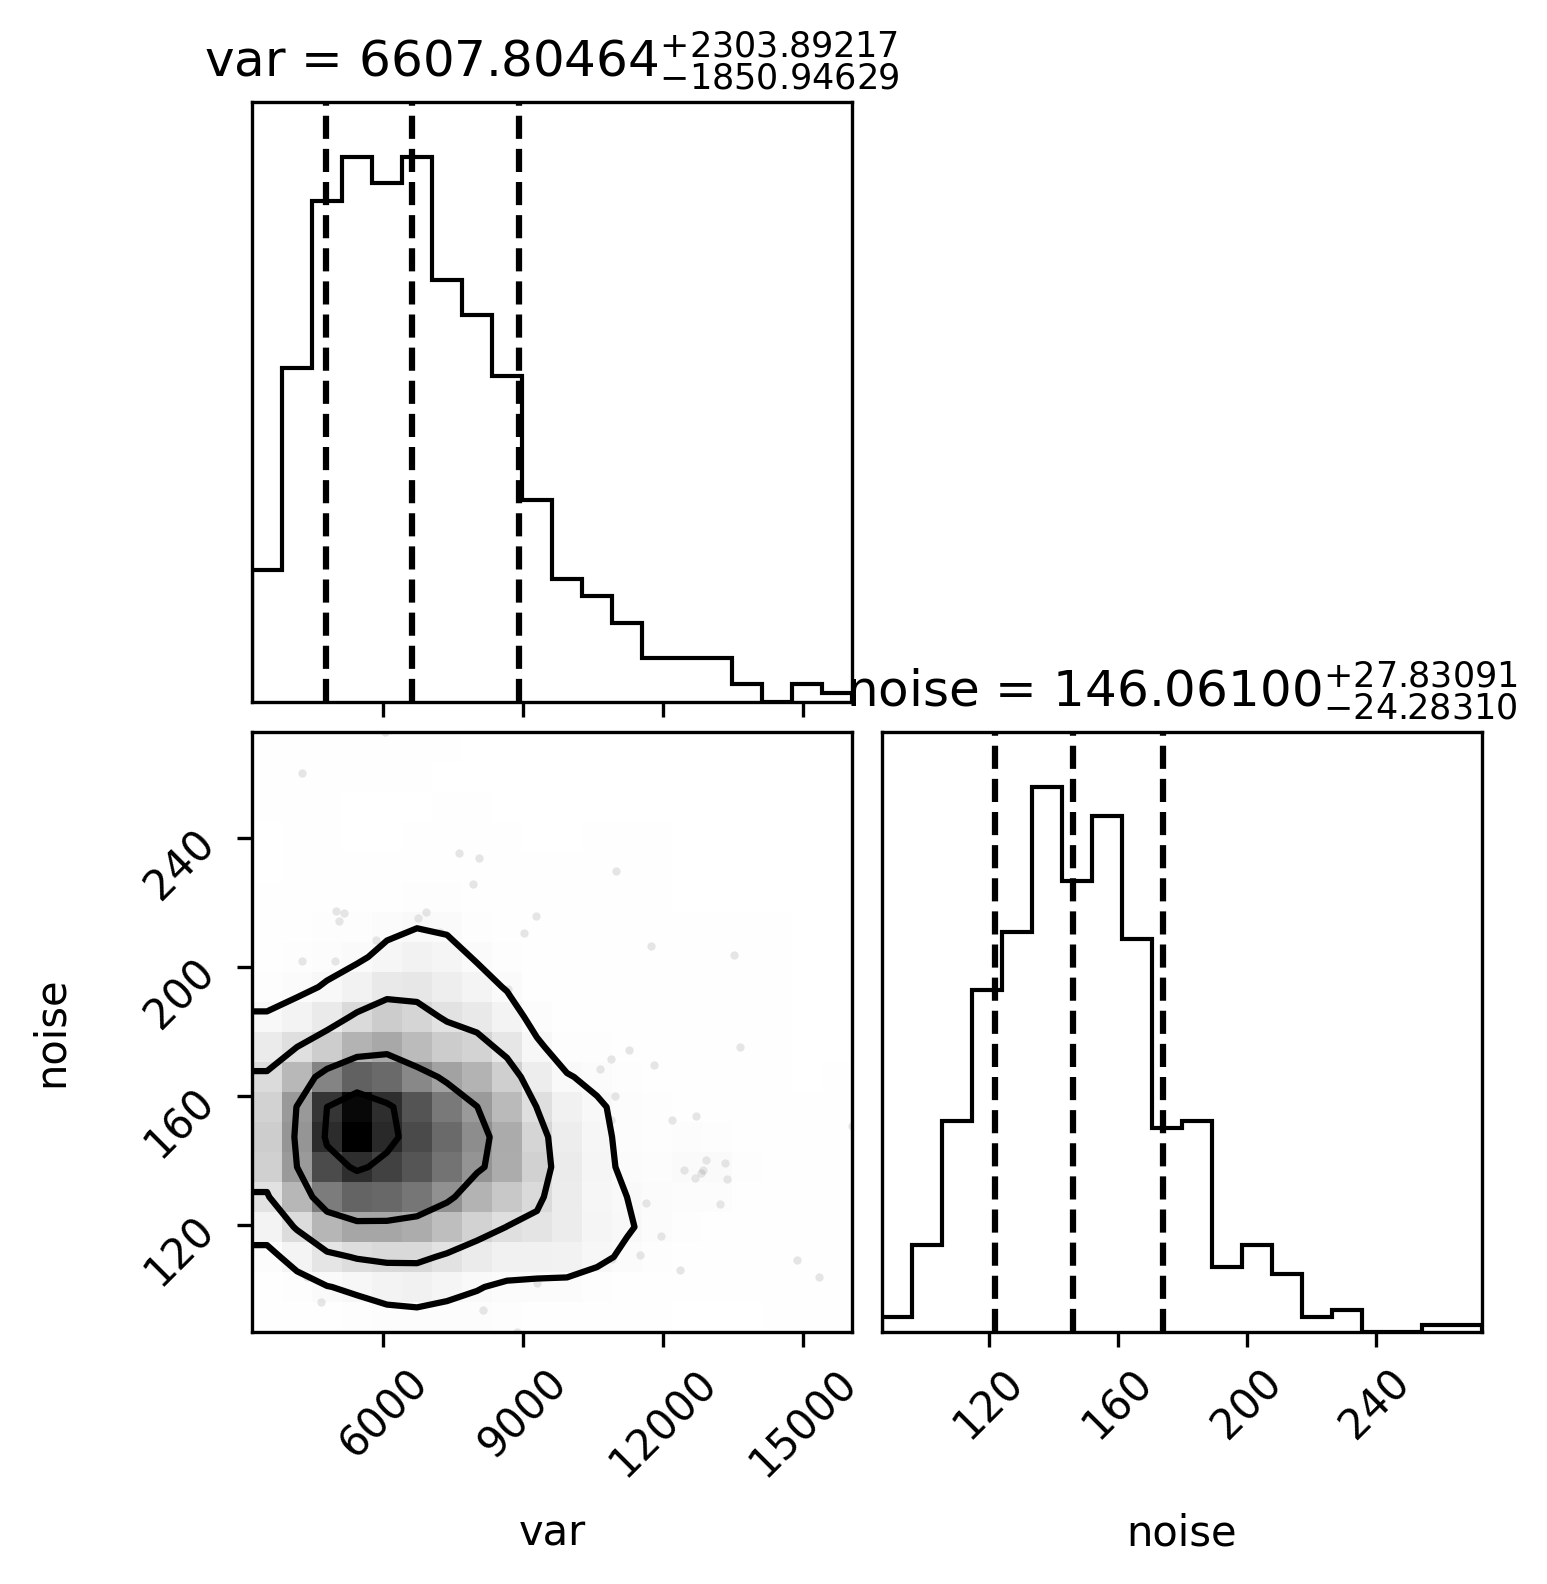 var = 6607.80464+2303.89217−1850.94629
noise = 146.06100+27.83091−24.28310
noise
240
200
160
120
6000 9000 12000 15000
120 160 200 240
var noise